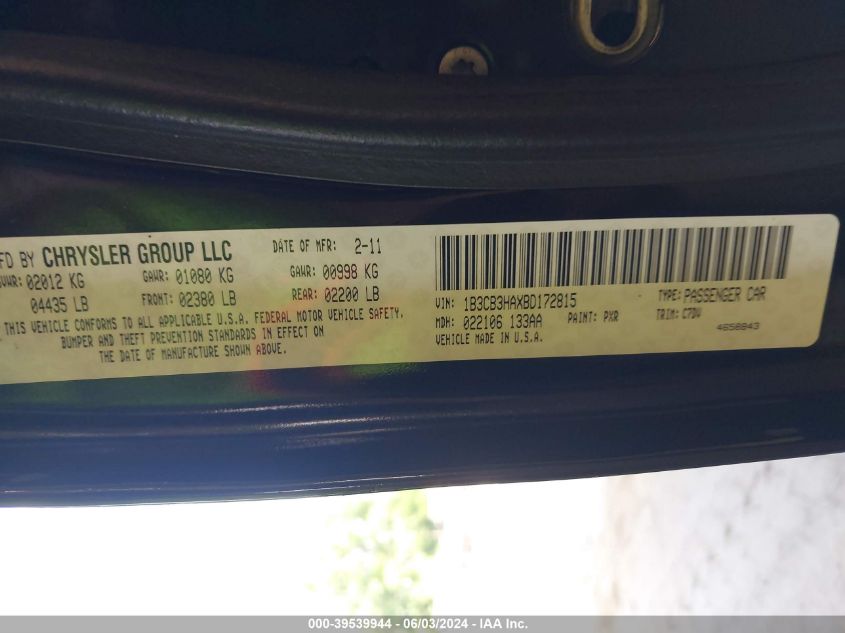 FD BY CHRYSLER GROUP LLC
DATE OF MFR: 2-11
VWR: 02012 KG
GAWR: 01080 KG
GAWR: 00998 KG
04435 LB
FRONT: 02380 LB
REAR: 02200 LB
THIS VEHICLE CONFORMS TO ALL APPLICABLE U.S.A. FEDERAL MOTOR VEHICLE SAFETY,
BUMPER AND THEFT PREVENTION STANDARDS IN EFFECT ON
THE DATE OF MANUFACTURE SHOWN ABOVE.
VIN: 1B3CB3HAXBD172815
TYPE: PASSENGER CAR
MDH: 022106 133AA
PAINT: PXR
TRIM: C7DV
VEHICLE MADE IN U.S.A.
4658843
000-39539944 - 06/03/2024 - IAA Inc.